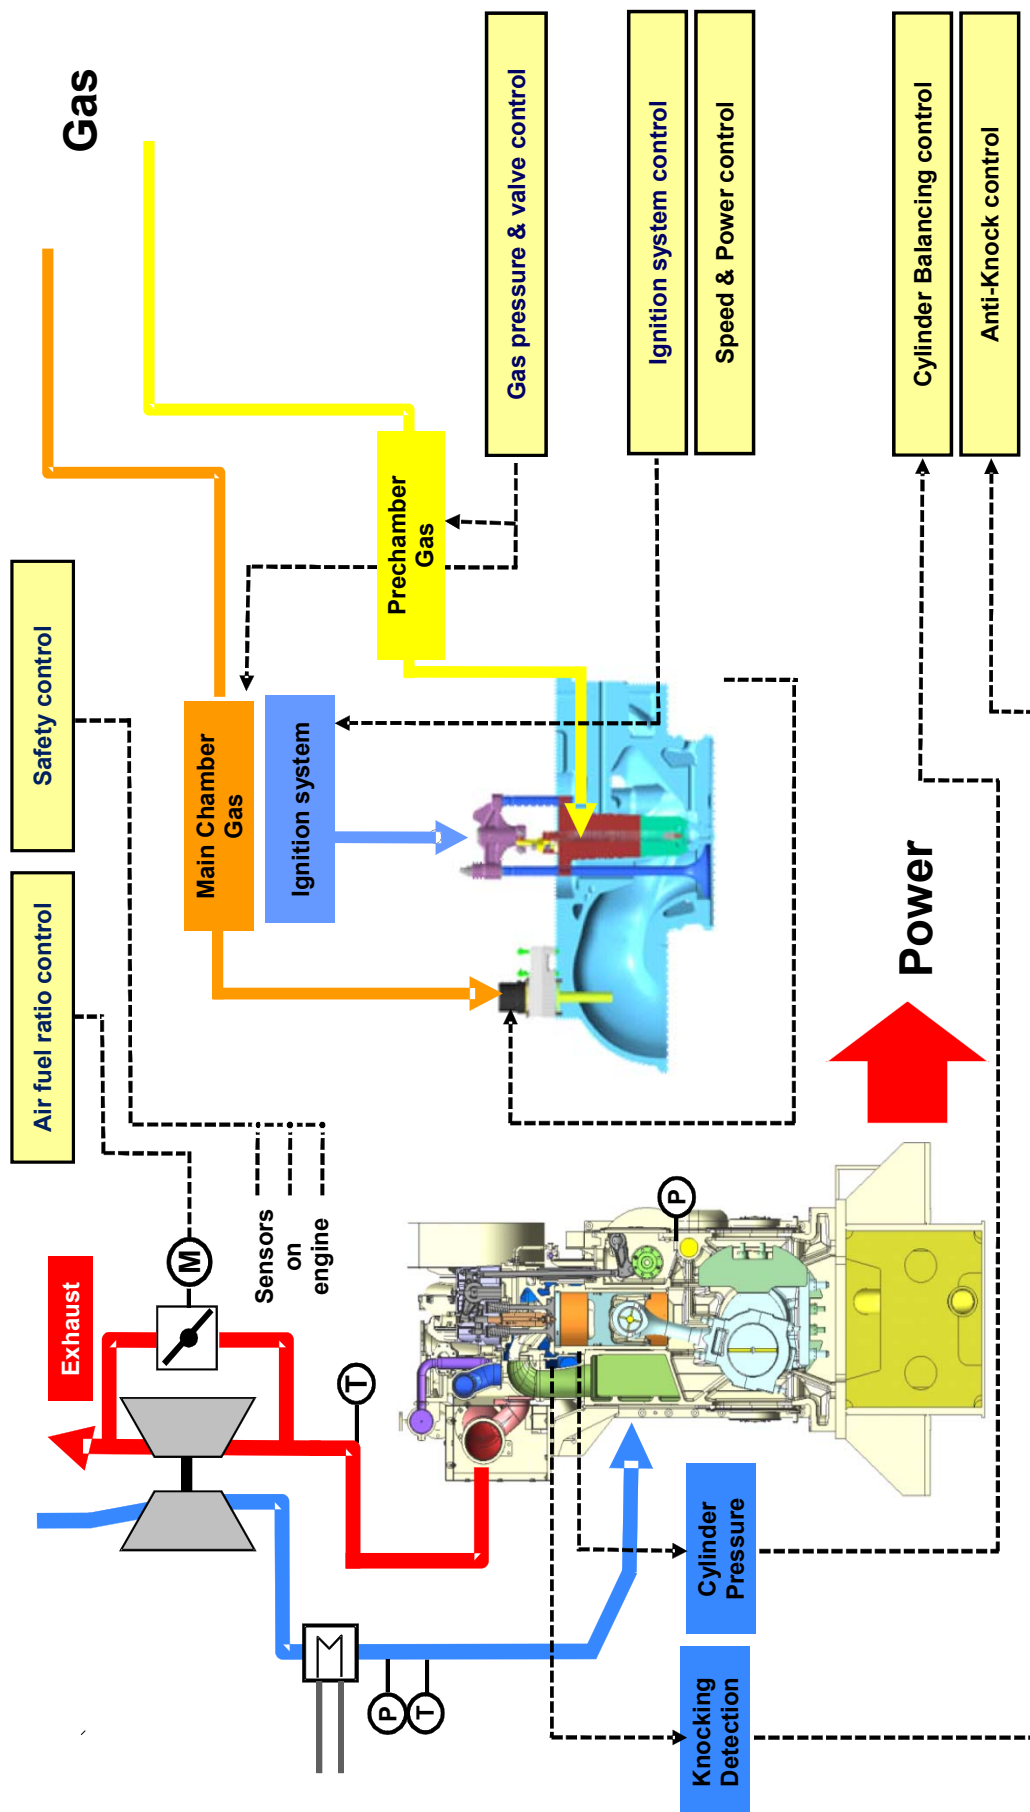 Air fuel ratio control
Safety control
Gas
Exhaust
M
Sensors
on
engine
Main Chamber
Gas
Ignition system
Prechamber
Gas
Gas pressure & valve control
T
P
T
P
Ignition system control
Speed & Power control
Knocking
Detection
Cylinder
Pressure
Power
Cylinder Balancing control
Anti-Knock control